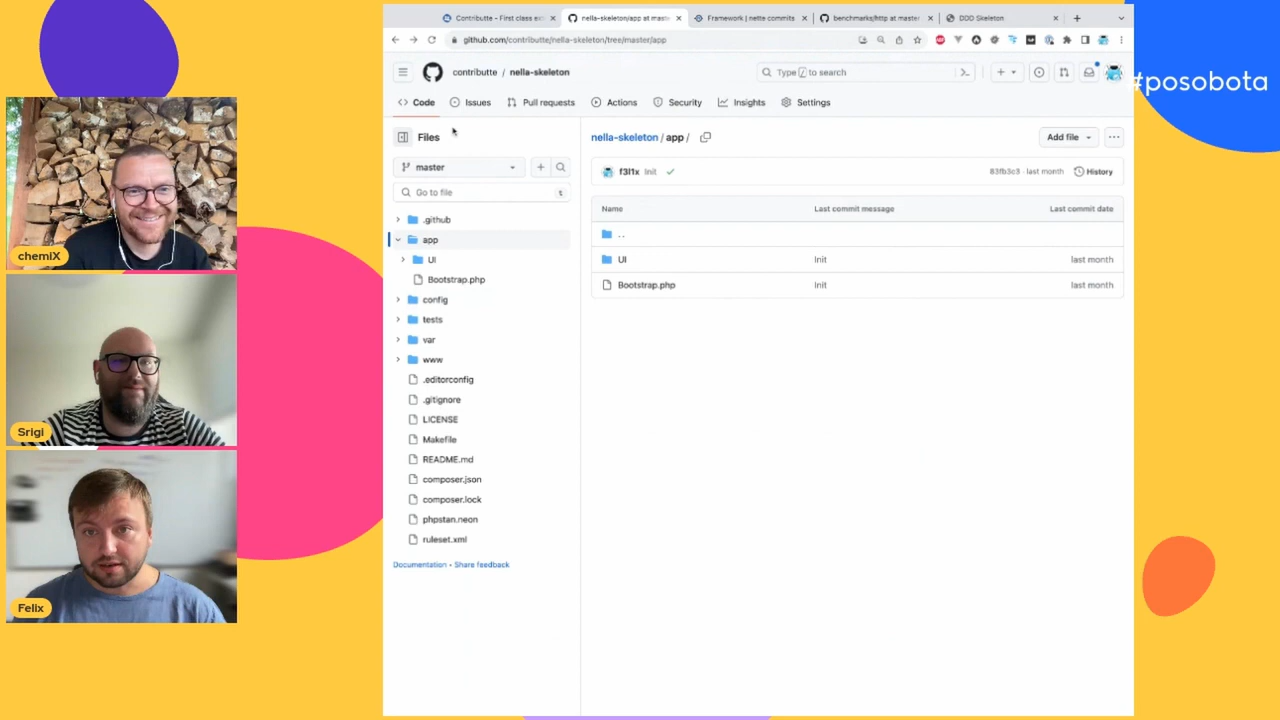 Contributte - First class ex
nella-skeleton/app at mast
Framework | nette commits
benchmarks/http at master
DDD Skeleton
github.com/contributte/nella-skeleton/tree/master/app
contributte / nella-skeleton
Type / to search
Code
Issues
Pull requests
Actions
Security
Insights
Settings
#posobota
Files
nella-skeleton / app /
Add file
master
f3l1x Init
83fb3c3 · last month
History
Go to file
t
Name
Last commit message
Last commit date
.github
..
app
UI
Init
last month
UI
Bootstrap.php
Bootstrap.php
Init
last month
config
tests
var
www
.editorconfig
.gitignore
LICENSE
Makefile
README.md
composer.json
composer.lock
phpstan.neon
ruleset.xml
Documentation • Share feedback
chemiX
Srigi
Felix